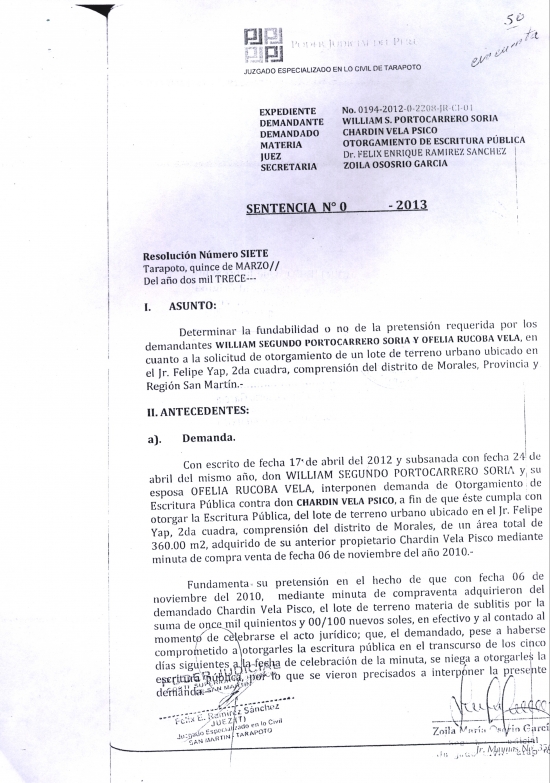 50
cincuenta
PODER JUDICIAL DEL PERÚ
JUZGADO ESPECIALIZADO EN LO CIVIL DE TARAPOTO
EXPEDIENTE No. 0194-2012-0-2208-JR-CI-01
DEMANDANTE WILLIAM S. PORTOCARRERO SORIA
DEMANDADO CHARDIN VELA PSICO
MATERIA OTORGAMIENTO DE ESCRITURA PÚBLICA
JUEZ Dr. FELIX ENRIQUE RAMIREZ SANCHEZ
SECRETARIA ZOILA OSOSRIO GARCIA
SENTENCIA N° 0 - 2013
Resolución Número SIETE
Tarapoto, quince de MARZO//
Del año dos mil TRECE---
I. ASUNTO:
Determinar la fundabilidad o no de la pretensión requerida por los
demandantes WILLIAM SEGUNDO PORTOCARRERO SORIA Y OFELIA RUCOBA VELA, en
cuanto a la solicitud de otorgamiento de un lote de terreno urbano ubicado en
el Jr. Felipe Yap, 2da cuadra, comprensión del distrito de Morales, Provincia y
Región San Martín.-
II. ANTECEDENTES:
a). Demanda.
Con escrito de fecha 17 de abril del 2012 y subsanada con fecha 24 de
abril del mismo año, don WILLIAM SEGUNDO PORTOCARRERO SORIA y su
esposa OFELIA RUCOBA VELA, interponen demanda de Otorgamiento de
Escritura Pública contra don CHARDIN VELA PSICO, a fin de que éste cumpla con
otorgar la Escritura Pública, del lote de terreno urbano ubicado en el Jr. Felipe
Yap, 2da cuadra, comprensión del distrito de Morales, de un área total de
360.00 m2, adquirido de su anterior propietario Chardin Vela Pisco mediante
minuta de compra venta de fecha 06 de noviembre del año 2010.-
Fundamenta su pretensión en el hecho de que con fecha 06 de
noviembre del 2010, mediante minuta de compraventa adquirieron del
demandado Chardin Vela Pisco, el lote de terreno materia de sublitis por la
suma de once mil quinientos y 00/100 nuevos soles, en efectivo y al contado al
momento de celebrarse el acto jurídico; que, el demandado, pese a haberse
comprometido a otorgarles la escritura pública en el transcurso de los cinco
días siguientes a la fecha de celebración de la minuta, se niega a otorgarles la
escritura pública, por lo que se vieron precisados a interponer la presente
demanda.
PODER JUDICIAL
SAN MARTIN
Felix E. Ramirez Sánchez
JUEZ (T)
Juzgado Especializado en lo Civil
SAN MARTIN - TARAPOTO
Zoila Maria Osorio Garci
Jr. Maynas No.